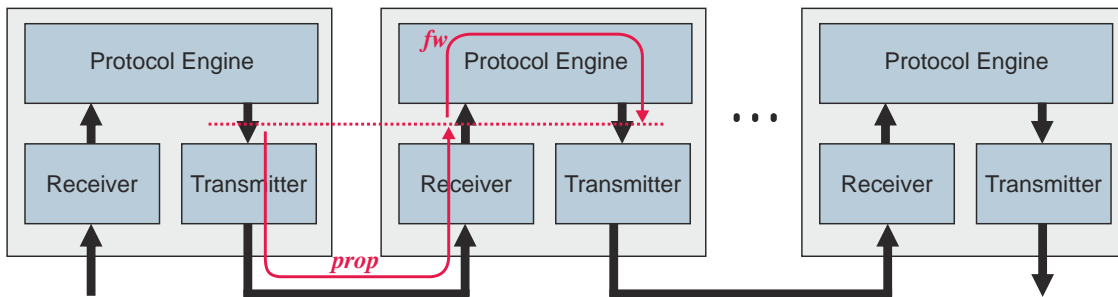 fw
Protocol Engine Protocol Engine Protocol Engine
...
Receiver Transmitter Receiver Transmitter Receiver Transmitter
prop